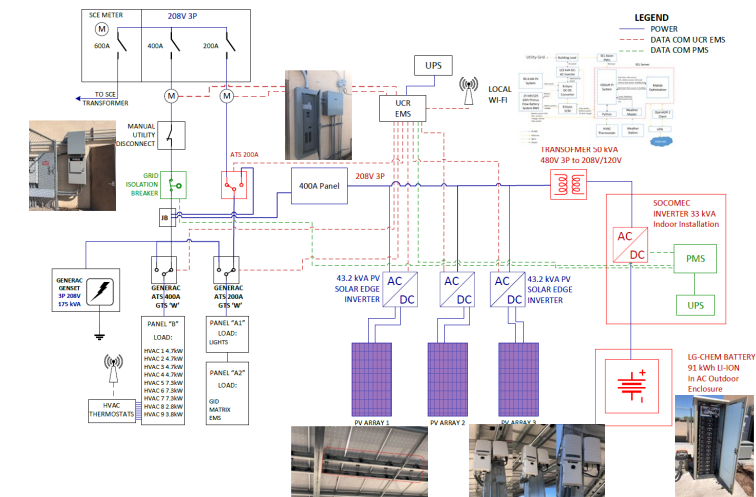 SCE METER
208V 3P
M
600A
400A
200A
TO SCE
TRANSFORMER
M
M
MANUAL
UTILITY
DISCONNECT
ATS 200A
GRID
ISOLATION
BREAKER
JB
UPS
UCR
EMS
LOCAL
WI-FI
LEGEND
POWER
DATA COM UCR EMS
DATA COM PMS
Utility Grid
Building Load
TRANSOFMER 50 kVA
480V 3P to 208V/120V
400A Panel
208V 3P
SOCOMEC
INVERTER 33 kVA
Indoor Installation
AC
DC
PMS
UPS
GENERAC
GENSET
3P 208V
175 kVA
GENERAC
ATS 400A
GTS 'W'
GENERAC
ATS 200A
GTS 'W'
43.2 kVA PV
SOLAR EDGE
INVERTER
AC
DC
AC
DC
AC
DC
43.2 kVA PV
SOLAR EDGE
INVERTER
PANEL "B"
LOAD:
HVAC 1 4.7kW
HVAC 2 4.7kW
HVAC 3 4.7kW
HVAC 4 4.7kW
HVAC 5 7.3kW
HVAC 6 7.3kW
HVAC 7 7.3kW
HVAC 8 2.8kW
HVAC 9 3.8kW
PANEL "A1"
LOAD:
LIGHTS
PANEL "A2"
LOAD:
GID
MATRIX
EMS
HVAC
THERMOSTATS
LG-CHEM BATTERY
91 kWh LI-ION
In AC Outdoor
Enclosure
PV ARRAY 1
PV ARRAY 2
PV ARRAY 3